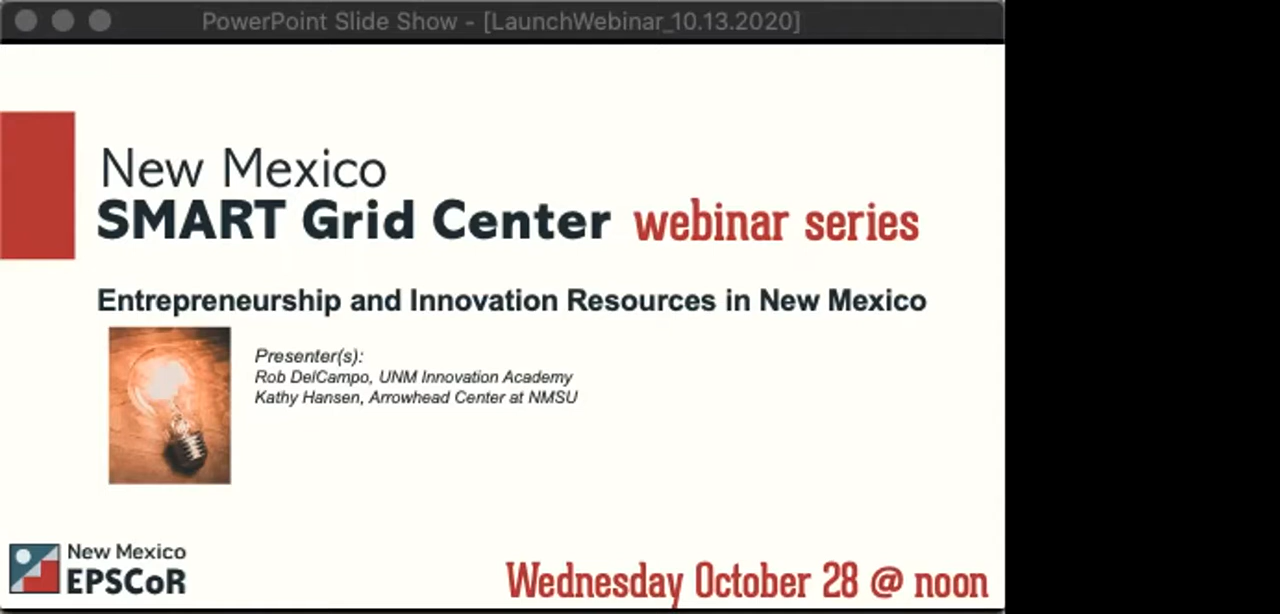 PowerPoint Slide Show - [LaunchWebinar_10.13.2020]
New Mexico
SMART Grid Center webinar series
Entrepreneurship and Innovation Resources in New Mexico
Presenter(s):
Rob DelCampo, UNM Innovation Academy
Kathy Hansen, Arrowhead Center at NMSU
New Mexico
EPSCoR
Wednesday October 28 @ noon